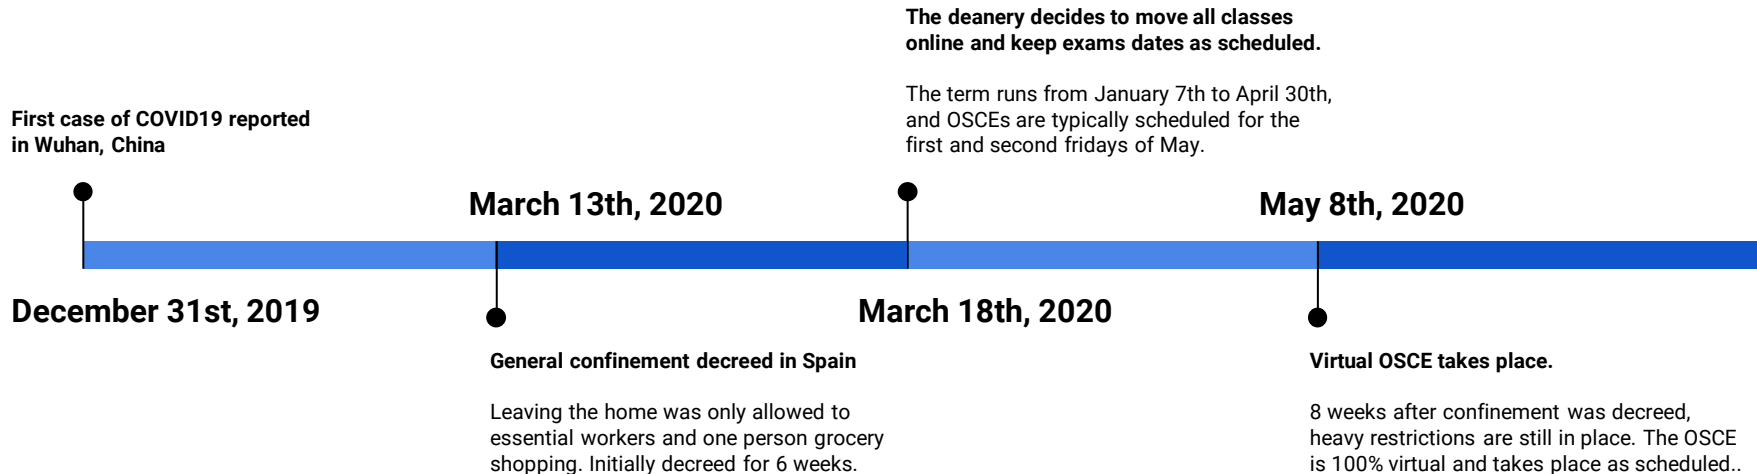 First case of COVID19 reported
in Wuhan, China
December 31st, 2019
March 13th, 2020
General confinement decreed in Spain
Leaving the home was only allowed to
essential workers and one person grocery
shopping. Initially decreed for 6 weeks.
The deanery decides to move all classes
online and keep exams dates as scheduled.
The term runs from January 7th to April 30th,
and OSCEs are typically scheduled for the
first and second fridays of May.
March 18th, 2020
May 8th, 2020
Virtual OSCE takes place.
8 weeks after confinement was decreed,
heavy restrictions are still in place. The OSCE
is 100% virtual and takes place as scheduled..